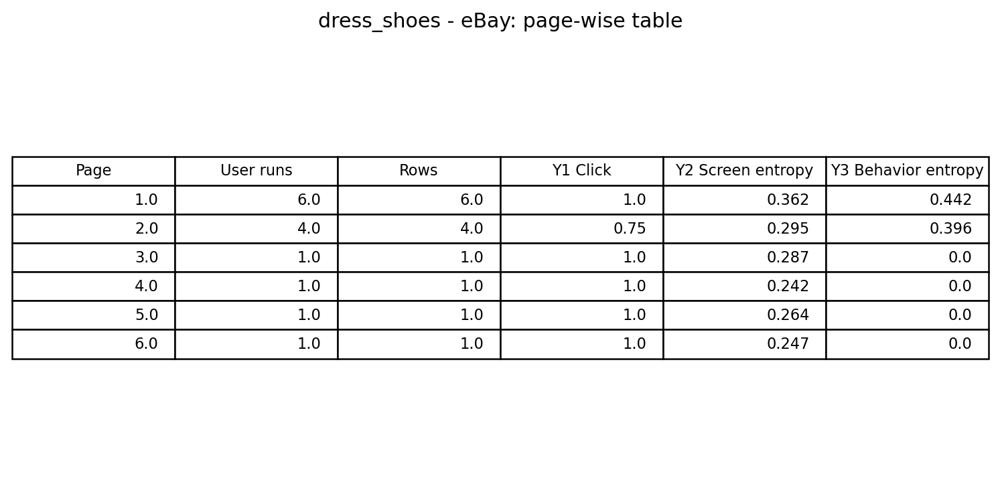 dress_shoes - eBay: page-wise table
Page User runs Rows Y1 Click Y2 Screen entropy Y3 Behavior entropy
1.0 6.0 6.0 1.0 0.362 0.442
2.0 4.0 4.0 0.75 0.295 0.396
3.0 1.0 1.0 1.0 0.287 0.0
4.0 1.0 1.0 1.0 0.242 0.0
5.0 1.0 1.0 1.0 0.264 0.0
6.0 1.0 1.0 1.0 0.247 0.0